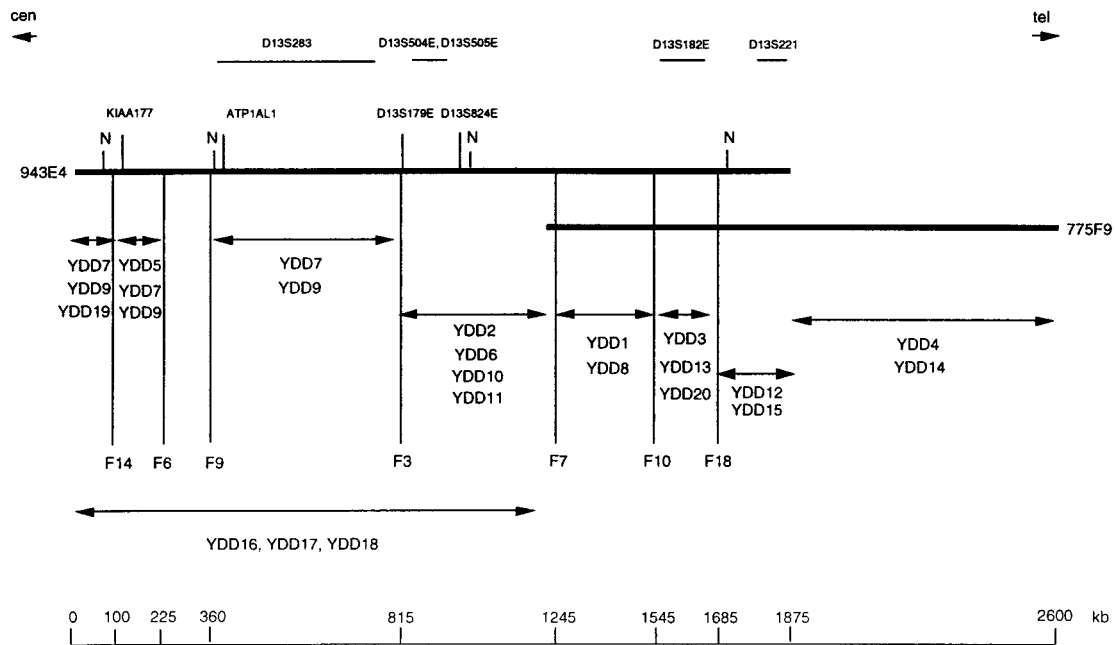 cen
tel
D13S283
D13S504E, D13S505E
D13S182E
D13S221
KIAA177
ATP1AL1
D13S179E
D13S824E
N
N
N
N
943E4
775F9
YDD7
YDD9
YDD19
YDD5
YDD7
YDD9
YDD7
YDD9
YDD2
YDD6
YDD10
YDD11
YDD1
YDD8
YDD3
YDD13
YDD20
YDD12
YDD15
YDD4
YDD14
F14
F6
F9
F3
F7
F10
F18
YDD16, YDD17, YDD18
0 100 225 360 815 1245 1545 1685 1875 2600 kb